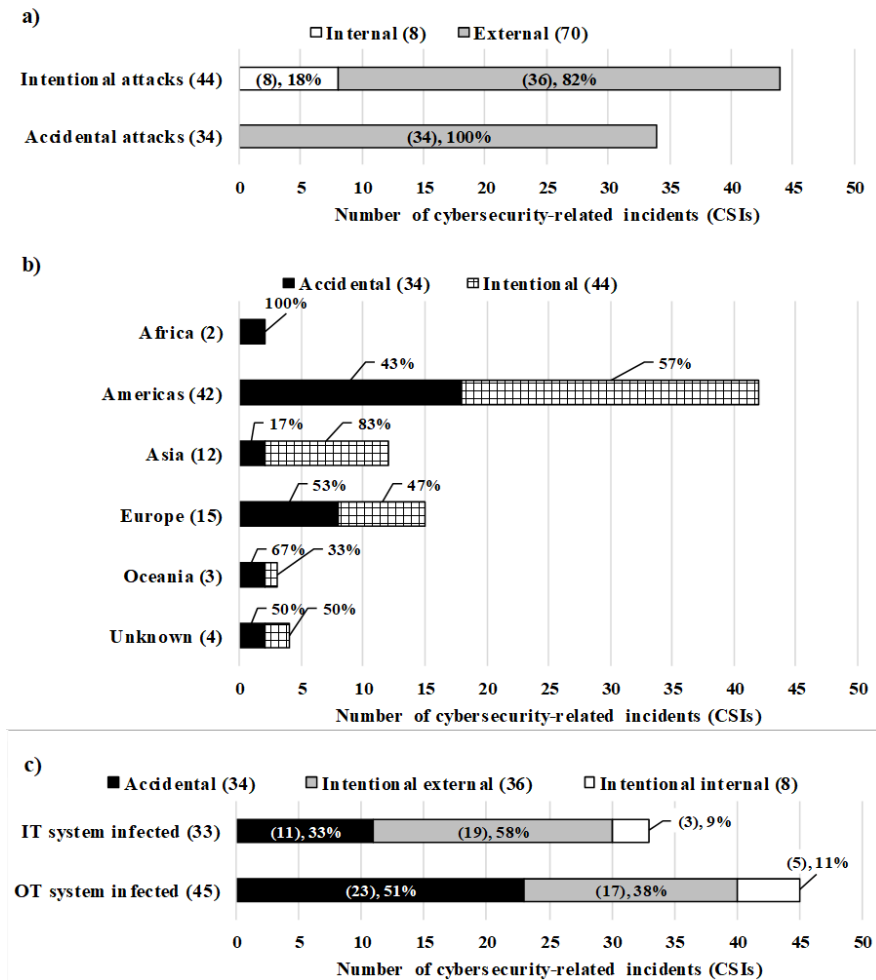 a)
Internal (8) External (70)
Intentional attacks (44) (8), 18% (36), 82%
Accidental attacks (34) (34), 100%
0 5 10 15 20 25 30 35 40 45 50
Number of cybersecurity-related incidents (CSIs)
b)
Accidental (34) Intentional (44)
100%
Africa (2)
43% 57%
Americas (42)
17% 83%
Asia (12)
53% 47%
Europe (15)
67% 33%
Oceania (3)
50% 50%
Unknown (4)
0 5 10 15 20 25 30 35 40 45 50
Number of cybersecurity-related incidents (CSIs)
c)
Accidental (34) Intentional external (36) Intentional internal (8)
IT system infected (33) (11), 33% (19), 58% (3), 9%
(5), 11%
OT system infected (45) (23), 51% (17), 38%
0 5 10 15 20 25 30 35 40 45 50
Number of cybersecurity-related incidents (CSIs)